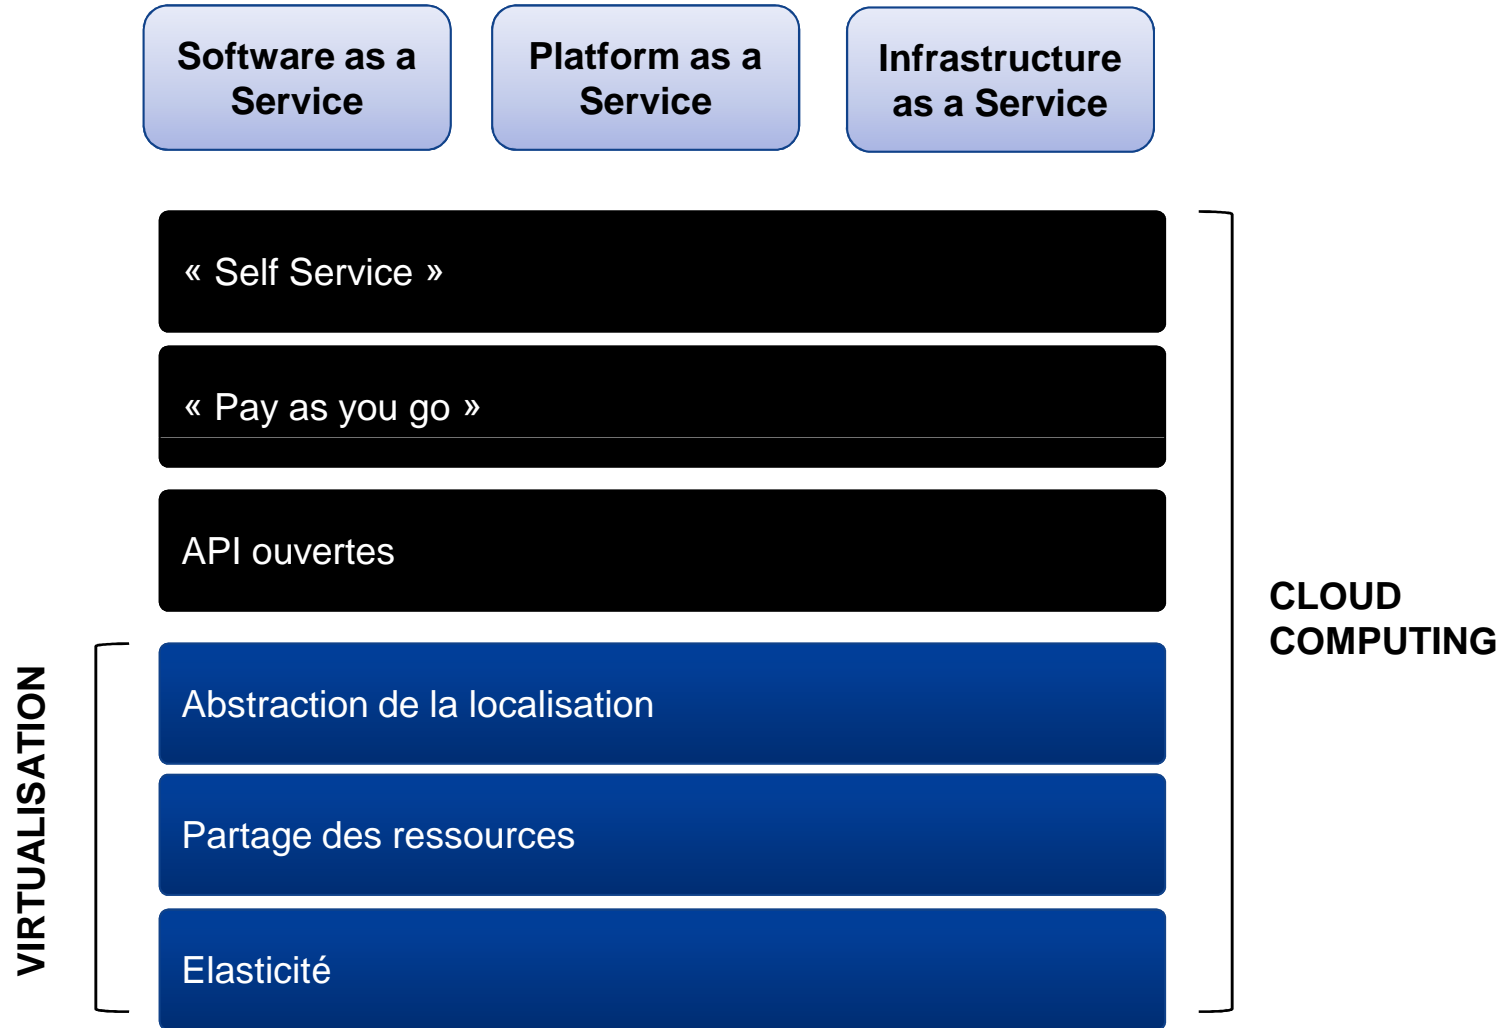 Software as a
Service
Platform as a
Service
Infrastructure
as a Service
« Self Service »
« Pay as you go »
API ouvertes
CLOUD
COMPUTING
VIRTUALISATION
Abstraction de la localisation
Partage des ressources
Elasticité